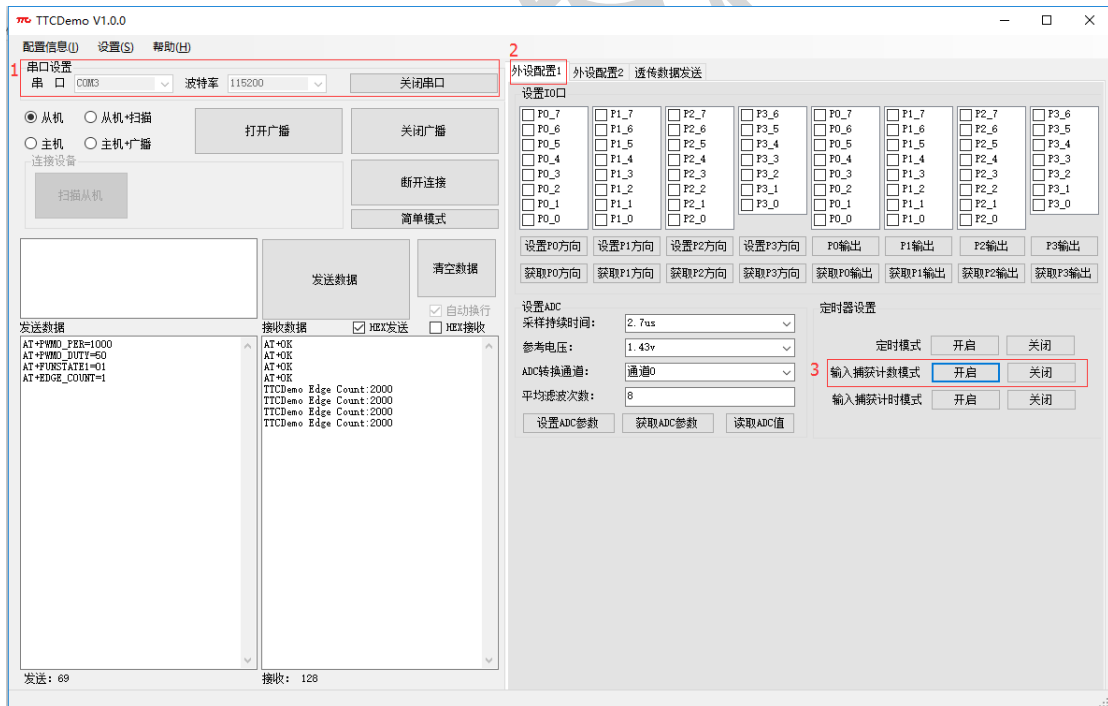 TTCDemo V1.0.0
配置信息(I) 设置(S) 帮助(H)
1
串口设置
串 口 COM3 波特率 115200 关闭串口
从机 从机+扫描
主机 主机+广播
打开广播 关闭广播
连接设备
扫描从机
断开连接
简单模式
发送数据
清空数据
自动换行
发送数据 接收数据 HEX发送 HEX接收
AT+PWMO_PER=1000
AT+PWMO_DUTY=50
AT+FUNSTATE1=01
AT+EDGE_COUNT=1
AT+OK
AT+OK
AT+OK
AT+OK
TTCDemo Edge Count:2000
TTCDemo Edge Count:2000
TTCDemo Edge Count:2000
TTCDemo Edge Count:2000
发送: 69 接收: 128
2
外设配置1 外设配置2 透传数据发送
设置IO口
P0_7 P1_7 P2_7 P3_6 P0_7 P1_7 P2_7 P3_6
P0_6 P1_6 P2_6 P3_5 P0_6 P1_6 P2_6 P3_5
P0_5 P1_5 P2_5 P3_4 P0_5 P1_5 P2_5 P3_4
P0_4 P1_4 P2_4 P3_3 P0_4 P1_4 P2_4 P3_3
P0_3 P1_3 P2_3 P3_2 P0_3 P1_3 P2_3 P3_2
P0_2 P1_2 P2_2 P3_1 P0_2 P1_2 P2_2 P3_1
P0_1 P1_1 P2_1 P3_0 P0_1 P1_1 P2_1 P3_0
P0_0 P1_0 P2_0 P0_0 P1_0 P2_0
设置P0方向 设置P1方向 设置P2方向 设置P3方向 P0输出 P1输出 P2输出 P3输出
获取P0方向 获取P1方向 获取P2方向 获取P3方向 获取P0输出 获取P1输出 获取P2输出 获取P3输出
设置ADC
采样持续时间: 2.7us
参考电压: 1.43v
ADC转换通道: 通道0
平均滤波次数: 8
设置ADC参数 获取ADC参数 读取ADC值
定时器设置
定时模式 开启 关闭
3 输入捕获计数模式 开启 关闭
输入捕获计时模式 开启 关闭